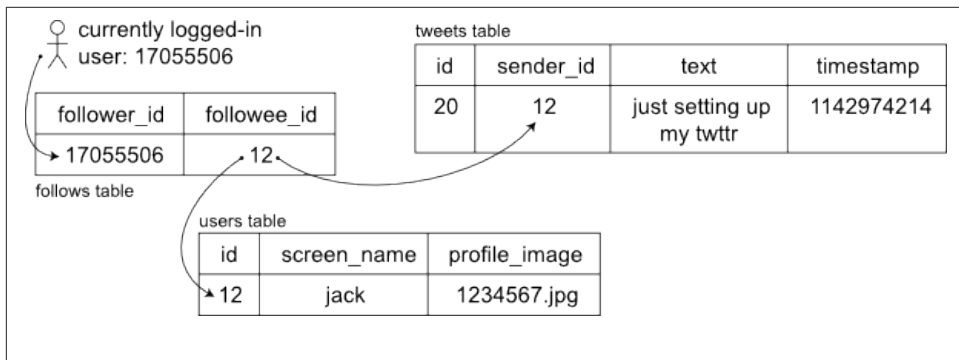 currently logged-in
user: 17055506
follower_id followee_id
17055506 12
follows table
tweets table
id sender_id text timestamp
20 12 just setting up 1142974214
my twttr
users table
id screen_name profile_image
12 jack 1234567.jpg